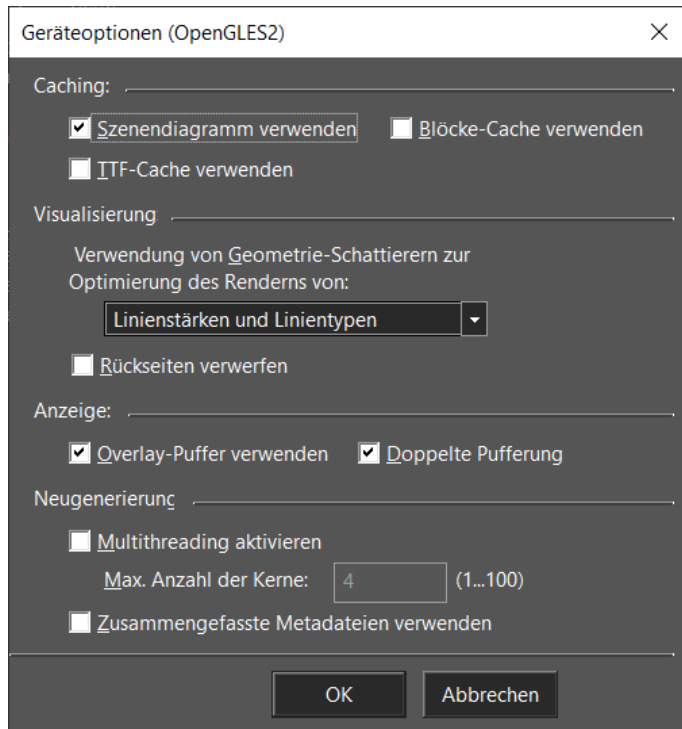 Geräteoptionen (OpenGLES2)
Caching:
Szenendiagramm verwenden Blöcke-Cache verwenden
TTF-Cache verwenden
Visualisierung
Verwendung von Geometrie-Schattierern zur
Optimierung des Renderns von:
Linienstärken und Linientypen
Rückseiten verwerfen
Anzeige:
Overlay-Puffer verwenden Doppelte Pufferung
Neugenerierung
Multithreading aktivieren
Max. Anzahl der Kerne: 4 (1...100)
Zusammengefasste Metadateien verwenden
OK Abbrechen